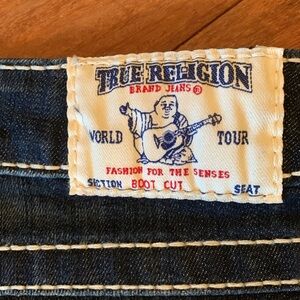 TRUE RELIGION
BRAND JEANS ®
WORLD TOUR
FASHION FOR THE SENSES
SECTION BOOT CUT SEAT